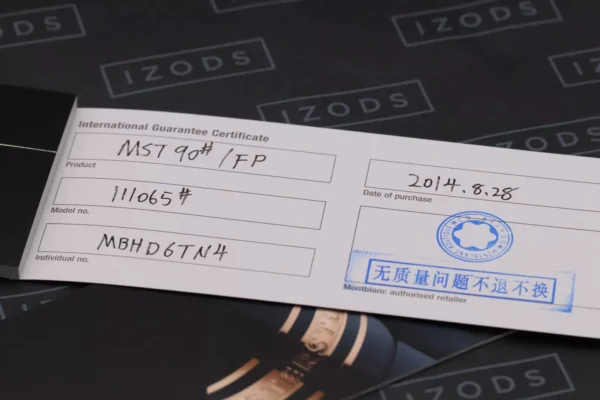 IZODS
IZODS
IZODS
IZODS
International Guarantee Certificate
MST 90# / FP
Product
111065#
Model no.
MBHD6TN4
Individual no.
2014.8.28
Date of purchase
无质量问题不退不换
Montblanc authorised retailer
IZODS